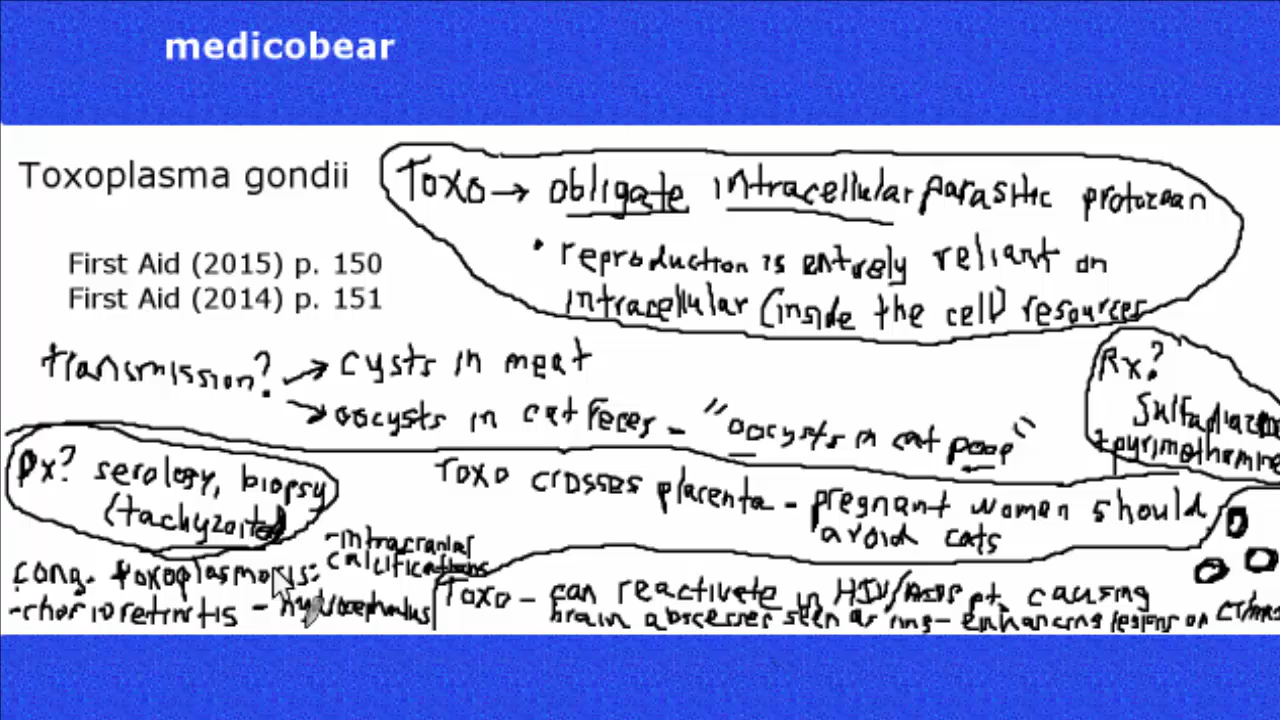 medicobear
Toxoplasma gondii
First Aid (2015) p. 150
First Aid (2014) p. 151
Toxo → obligate intracellular parasitic protozoan
• reproduction is entirely reliant on
intracellular (inside the cell) resources
transmission? → cysts in meat
→ oocysts in cat feces - "oocysts in cat poop"
Rx?
sulfadiazine
+ pyrimethamine
Dx? serology, biopsy
(tachyzoite)
Toxo crosses placenta - pregnant women should
avoid cats
cong. toxoplasmosis:
- chorioretinitis - hydrocephalus
- intracranial
calcifications
Toxo - can reactivate in HIV/AIDS pt. causing
brain abscesses seen as ring-enhancing lesions on